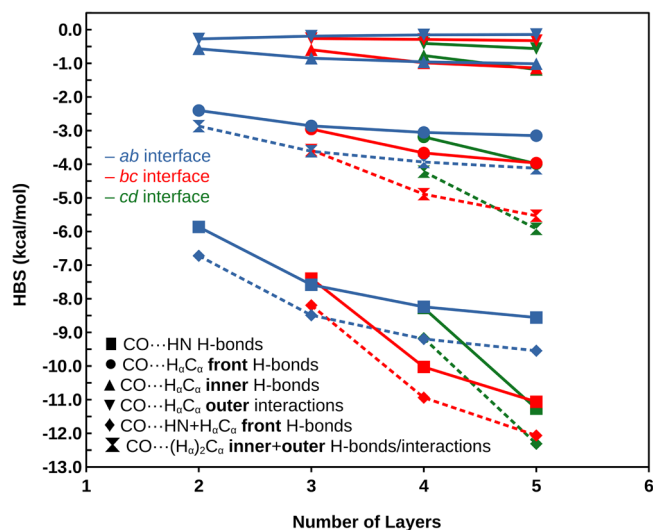 0.0
-1.0
-2.0
-3.0
-4.0
-5.0
-6.0
-7.0
-8.0
-9.0
-10.0
-11.0
-12.0
-13.0
HBS (kcal/mol)
– ab interface
– bc interface
– cd interface
CO···HN H-bonds
CO···HαCα front H-bonds
CO···HαCα inner H-bonds
CO···HαCα outer interactions
CO···HN+HαCα front H-bonds
CO···(Hα)₂Cα inner+outer H-bonds/interactions
1 2 3 4 5 6
Number of Layers